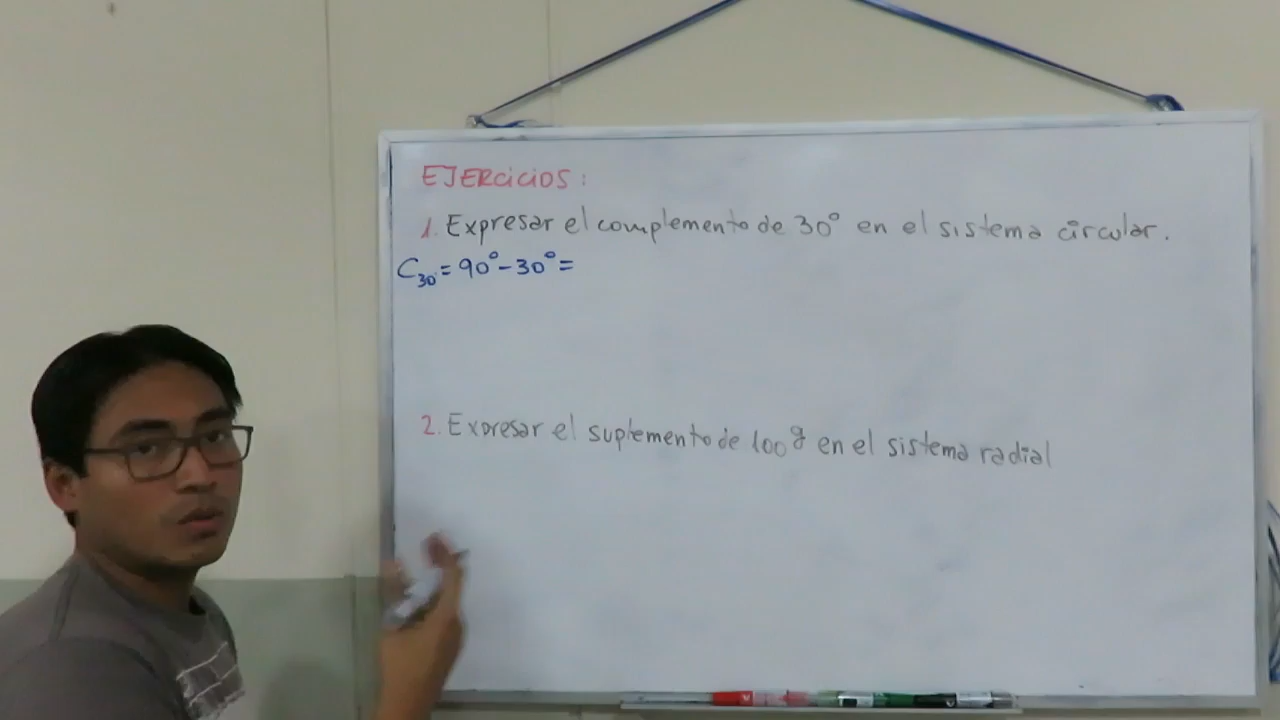 EJERCICIOS:
1. Expresar el complemento de 30° en el sistema circular.
C30° = 90° - 30° =
2. Expresar el suplemento de 100g en el sistema radial